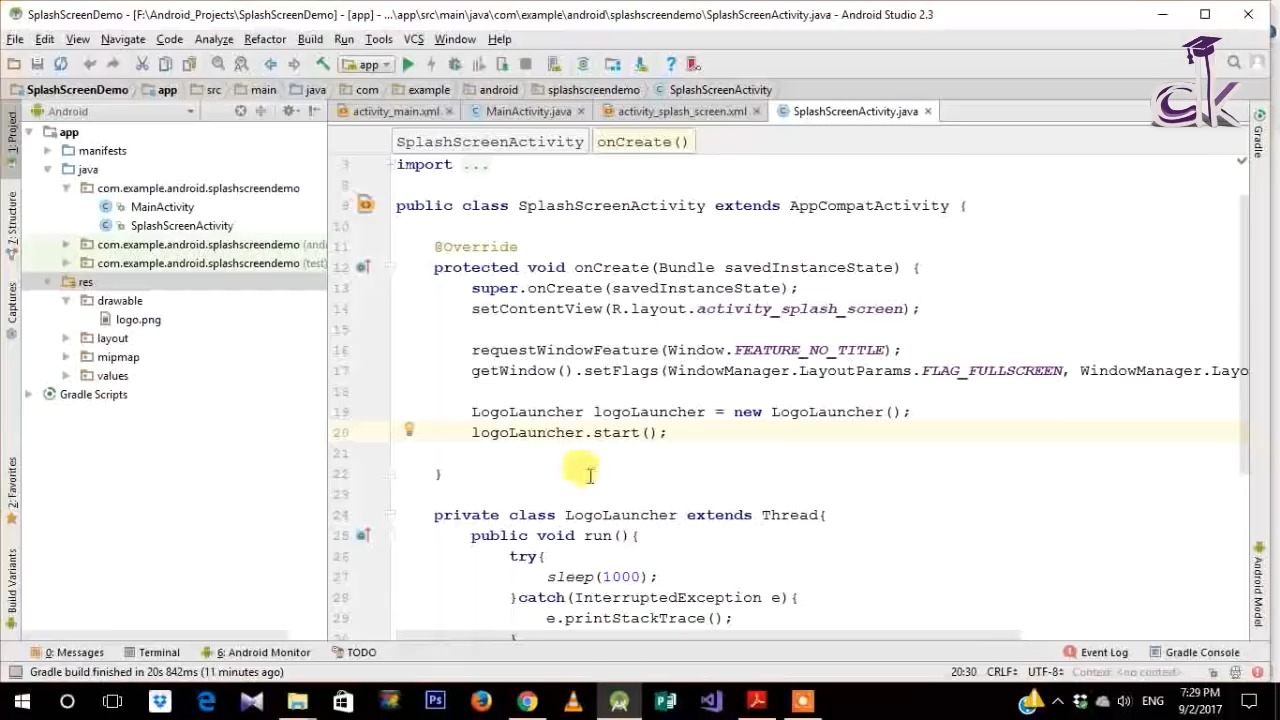 SplashScreenDemo - [F:\Android_Projects\SplashScreenDemo] - [app] - ...\app\src\main\java\com\example\android\splashscreendemo\SplashScreenActivity.java - Android Studio 2.3
File Edit View Navigate Code Analyze Refactor Build Run Tools VCS Window Help
app
SplashScreenDemo app src main java com example android splashscreendemo SplashScreenActivity
CK
Android
activity_main.xml MainActivity.java activity_splash_screen.xml SplashScreenActivity.java
1: Project
Z: Structure
Captures
2: Favorites
Build Variants
app
manifests
java
com.example.android.splashscreendemo
MainActivity
SplashScreenActivity
com.example.android.splashscreendemo (and
com.example.android.splashscreendemo (test)
res
drawable
logo.png
layout
mipmap
values
Gradle Scripts
SplashScreenActivity onCreate()
3 import ...
8
9 public class SplashScreenActivity extends AppCompatActivity {
10
11 @Override
12 protected void onCreate(Bundle savedInstanceState) {
13 super.onCreate(savedInstanceState);
14 setContentView(R.layout.activity_splash_screen);
15
16 requestWindowFeature(Window.FEATURE_NO_TITLE);
17 getWindow().setFlags(WindowManager.LayoutParams.FLAG_FULLSCREEN, WindowManager.Layo
18
19 LogoLauncher logoLauncher = new LogoLauncher();
20 logoLauncher.start();
21
22 }
23
24 private class LogoLauncher extends Thread{
25 public void run(){
26 try{
27 sleep(1000);
28 }catch(InterruptedException e){
29 e.printStackTrace();
}
Gradle
Android Model
0: Messages Terminal 6: Android Monitor TODO Event Log Gradle Console
Gradle build finished in 20s 842ms (11 minutes ago) 20:30 CRLF÷ UTF-8÷ Context: <no context>
ENG
7:29 PM
9/2/2017